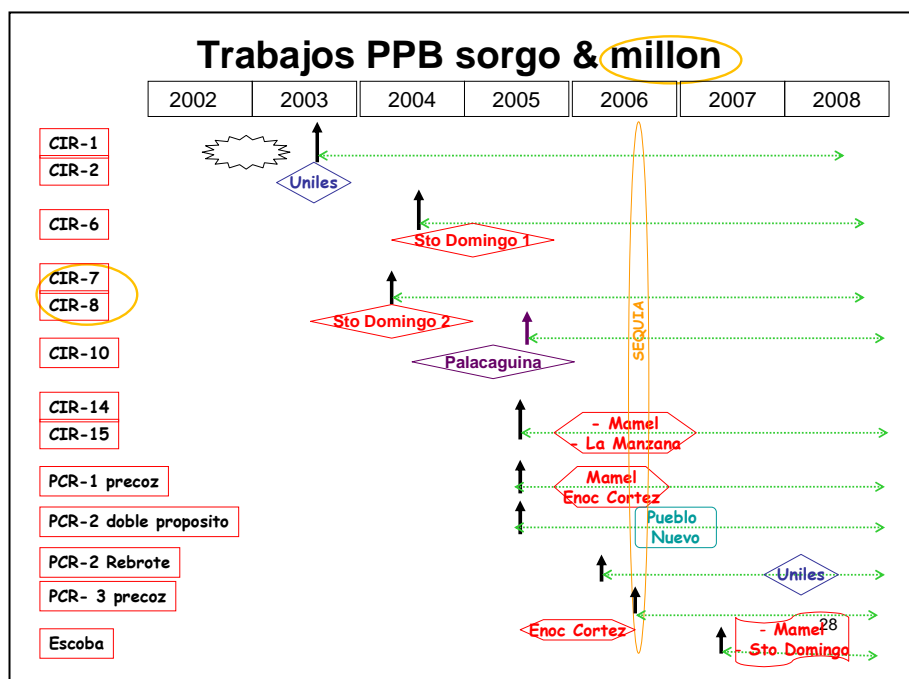 Trabajos PPB sorgo & millon
2002 2003 2004 2005 2006 2007 2008
CIR-1
CIR-2
Uniles
CIR-6
Sto Domingo 1
CIR-7
CIR-8
Sto Domingo 2
SEQUIA
CIR-10
Palacaguina
CIR-14
CIR-15
- Mamel
- La Manzana
PCR-1 precoz
Mamel
Enoc Cortez
PCR-2 doble proposito
Pueblo
Nuevo
PCR-2 Rebrote
Uniles
PCR- 3 precoz
Escoba
Enoc Cortez
- Mamel
- Sto Domingo
28